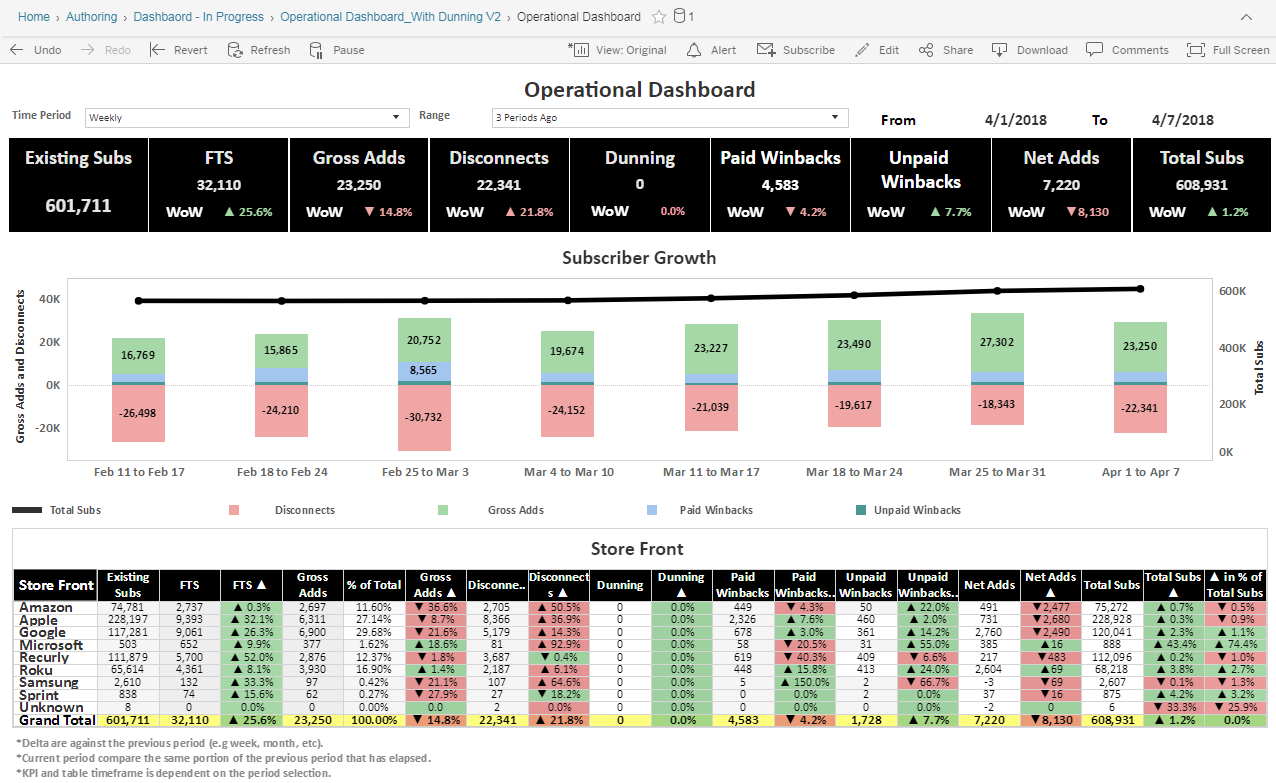 Home › Authoring › Dashbaord - In Progress › Operational Dashboard_With Dunning V2 › Operational Dashboard 1
Undo Redo Revert Refresh Pause View: Original Alert Subscribe Edit Share Download Comments Full Screen
Operational Dashboard
Time Period Weekly Range 3 Periods Ago From 4/1/2018 To 4/7/2018
Existing Subs
601,711
FTS
32,110
WoW ▲ 25.6%
Gross Adds
23,250
WoW ▼ 14.8%
Disconnects
22,341
WoW ▲ 21.8%
Dunning
0
WoW 0.0%
Paid Winbacks
4,583
WoW ▼ 4.2%
Unpaid
Winbacks
WoW ▲ 7.7%
Net Adds
7,220
WoW ▼8,130
Total Subs
608,931
WoW ▲ 1.2%
Subscriber Growth
Gross Adds and Disconnects
40K
20K
0K
-20K
16,769 15,865 20,752 19,674 23,227 23,490 27,302 23,250
8,565
-26,498 -24,210 -30,732 -24,152 -21,039 -19,617 -18,343 -22,341
600K
400K
200K
0K
Total Subs
Feb 11 to Feb 17 Feb 18 to Feb 24 Feb 25 to Mar 3 Mar 4 to Mar 10 Mar 11 to Mar 17 Mar 18 to Mar 24 Mar 25 to Mar 31 Apr 1 to Apr 7
Total Subs Disconnects Gross Adds Paid Winbacks Unpaid Winbacks
Store Front
Store Front Existing Subs FTS FTS ▲ Gross Adds % of Total Gross Adds ▲ Disconne.. Disconnects ▲ Dunning Dunning ▲ Paid Winbacks Paid Winbacks.. Unpaid Winbacks Unpaid Winbacks.. Net Adds Net Adds ▲ Total Subs Total Subs ▲ ▲ in % of Total Subs
Amazon 74,781 2,737 ▲ 0.3% 2,697 11.60% ▼ 36.6% 2,705 ▲ 50.5% 0 0.0% 449 ▼ 4.3% 50 ▲ 22.0% 491 ▼2,477 75,272 ▲ 0.7% ▼ 0.5%
Apple 228,197 9,393 ▲ 32.1% 6,311 27.14% ▼ 8.7% 8,366 ▲ 36.9% 0 0.0% 2,326 ▲ 7.6% 460 ▲ 2.0% 731 ▼2,680 228,928 ▲ 0.3% ▼ 0.9%
Google 117,281 9,061 ▲ 26.3% 6,900 29.68% ▼ 21.6% 5,179 ▲ 14.3% 0 0.0% 678 ▲ 3.0% 361 ▲ 14.2% 2,760 ▼2,490 120,041 ▲ 2.3% ▲ 1.1%
Microsoft 503 652 ▲ 9.9% 377 1.62% ▲ 18.6% 81 ▲ 92.9% 0 0.0% 58 ▼ 20.5% 31 ▲ 55.0% 385 ▲16 888 ▲ 43.4% ▲ 74.4%
Recurly 111,879 5,700 ▲ 52.0% 2,876 12.37% ▼ 1.8% 3,687 ▼ 0.4% 0 0.0% 619 ▼ 40.3% 409 ▼ 6.6% 217 ▼483 112,096 ▲ 0.2% ▼ 1.0%
Roku 65,614 4,361 ▲ 8.1% 3,930 16.90% ▲ 1.4% 2,187 ▲ 6.1% 0 0.0% 448 ▲ 15.8% 413 ▲ 24.0% 2,604 ▲69 68,218 ▲ 3.8% ▲ 2.7%
Samsung 2,610 132 ▲ 33.3% 97 0.42% ▼ 21.1% 107 ▲ 64.6% 0 0.0% 5 ▲ 150.0% 2 ▼ 66.7% -3 ▼69 2,607 ▼ 0.1% ▼ 1.3%
Sprint 838 74 ▲ 15.6% 62 0.27% ▼ 27.9% 27 ▼ 18.2% 0 0.0% 0 0.0% 2 0.0% 37 ▼16 875 ▲ 4.2% ▲ 3.2%
Unknown 8 0 0.0% 0 0.00% 0.0 2 0.0% 0 0.0% 0 0.0% 0 0.0% -2 0 6 ▼ 33.3% ▼ 25.9%
Grand Total 601,711 32,110 ▲ 25.6% 23,250 100.00% ▼ 14.8% 22,341 ▲ 21.8% 0 0.0% 4,583 ▼ 4.2% 1,728 ▲ 7.7% 7,220 ▼8,130 608,931 ▲ 1.2% 0.0%
*Delta are against the previous period (e.g week, month, etc).
*Current period compare the same portion of the previous period that has elapsed.
*KPI and table timeframe is dependent on the period selection.